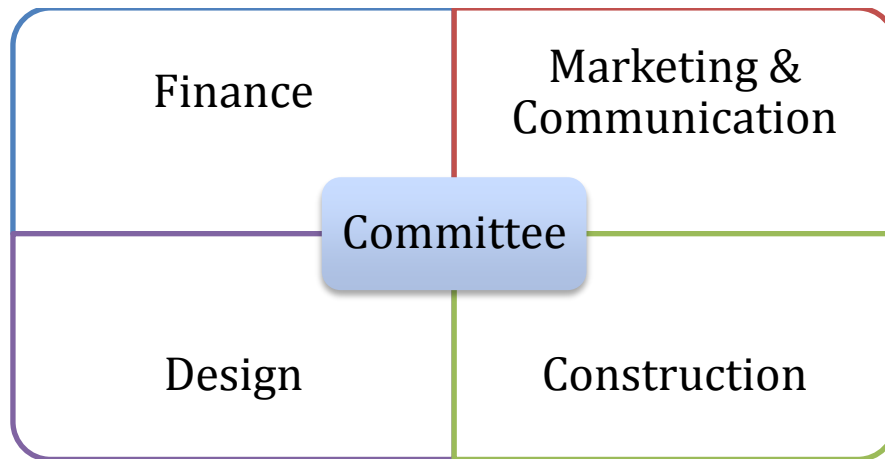 Finance
Marketing &
Communication
Committee
Design
Construction